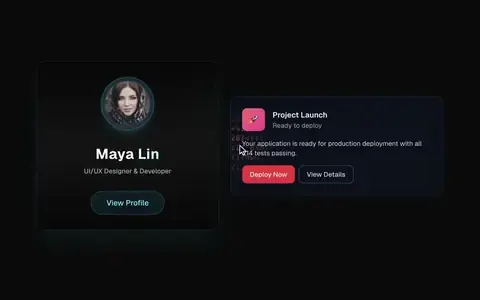 Maya Lin
UI/UX Designer & Developer
View Profile
Project Launch
Ready to deploy
Your application is ready for production deployment with all
tests passing.
Deploy Now
View Details